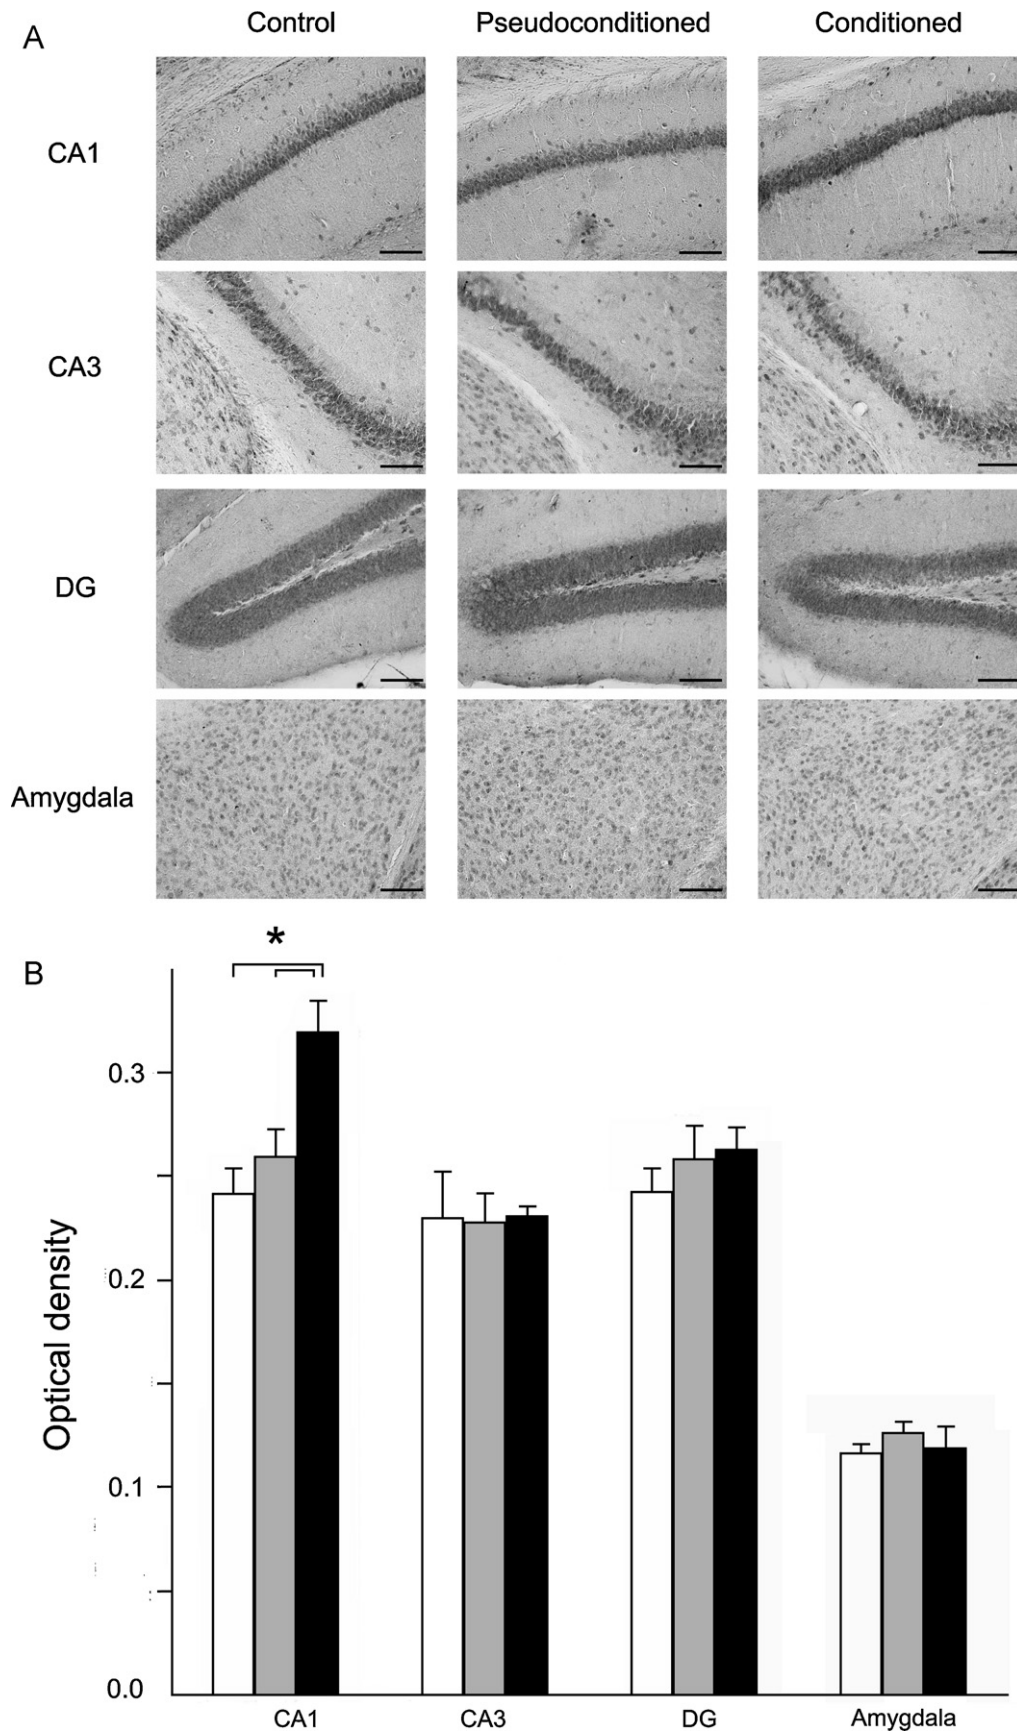 A
Control Pseudoconditioned Conditioned
CA1
CA3
DG
Amygdala
B
*
0.3
0.2
0.1
0.0
Optical density
CA1 CA3 DG Amygdala